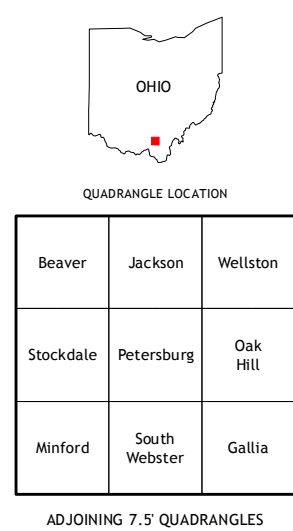 OHIO
QUADRANGLE LOCATION
Beaver
Jackson
Wellston
Stockdale
Petersburg
Oak
Hill
Minford
South
Webster
Gallia
ADJOINING 7.5' QUADRANGLES